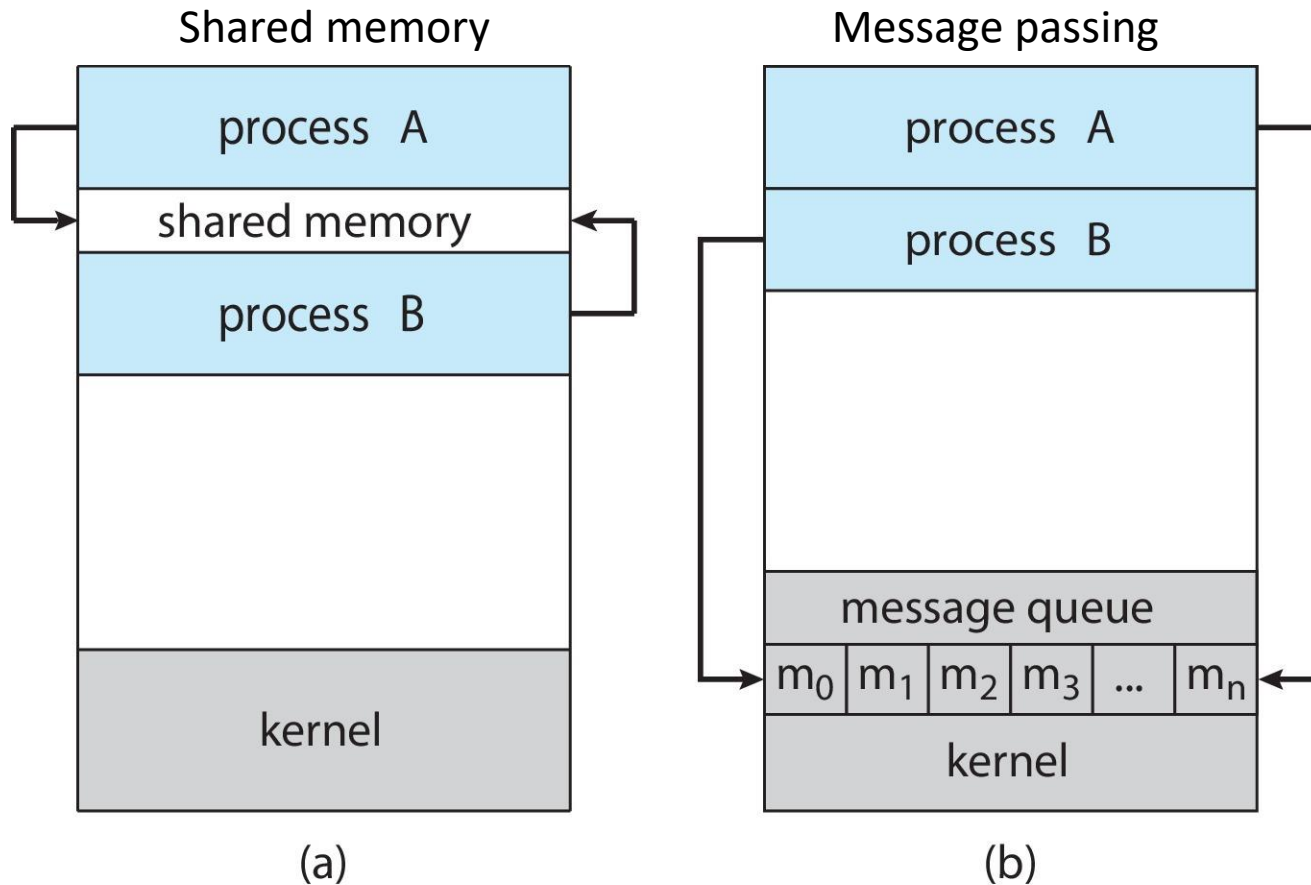 Shared memory
process A
shared memory
process B
kernel
(a)
Message passing
process A
process B
message queue
m₀ m₁ m₂ m₃ ... mₙ
kernel
(b)